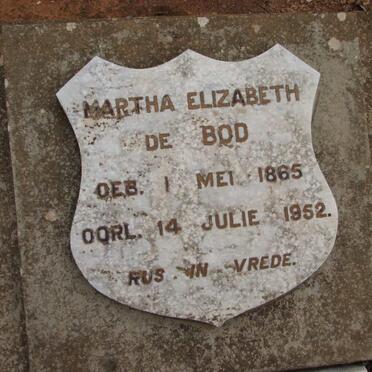 MARTHA ELIZABETH
DE BOD
GEB. 1 MEI 1865
OORL. 14 JULIE 1952.
RUS IN VREDE.